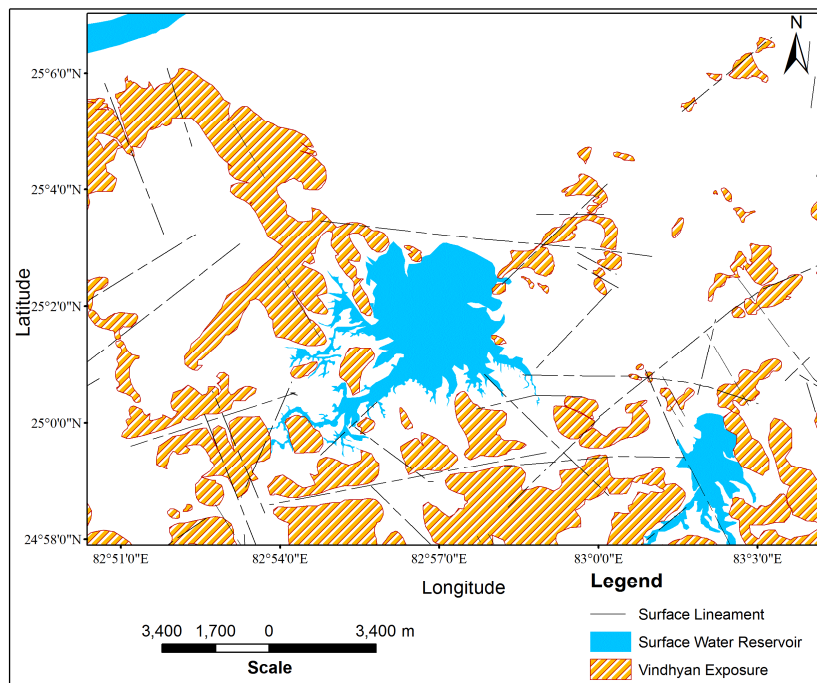 N
25°6'0"N
25°4'0"N
25°2'0"N
25°0'0"N
24°58'0"N
Latitude
82°51'0"E
82°54'0"E
82°57'0"E
83°0'0"E
83°3'0"E
Longitude
Legend
Surface Lineament
Surface Water Reservoir
Vindhyan Exposure
3,400 1,700 0 3,400 m
Scale